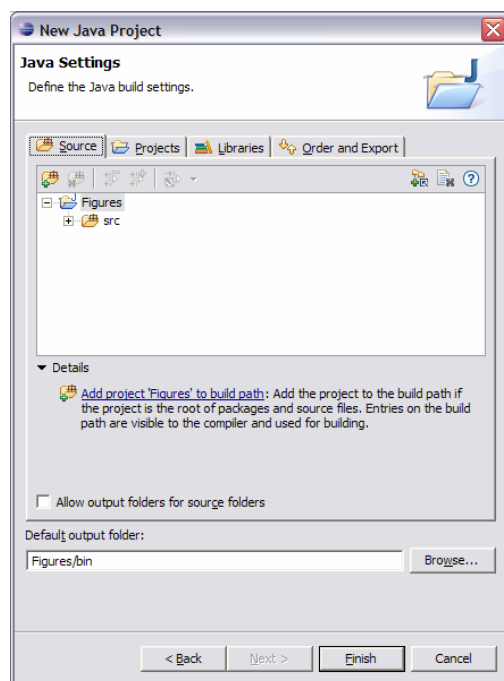 New Java Project
Java Settings
Define the Java build settings.
Source
Projects
Libraries
Order and Export
Figures
src
Details
Add project 'Figures' to build path: Add the project to the build path if
the project is the root of packages and source files. Entries on the build
path are visible to the compiler and used for building.
Allow output folders for source folders
Default output folder:
Figures/bin
Browse...
< Back
Next >
Finish
Cancel